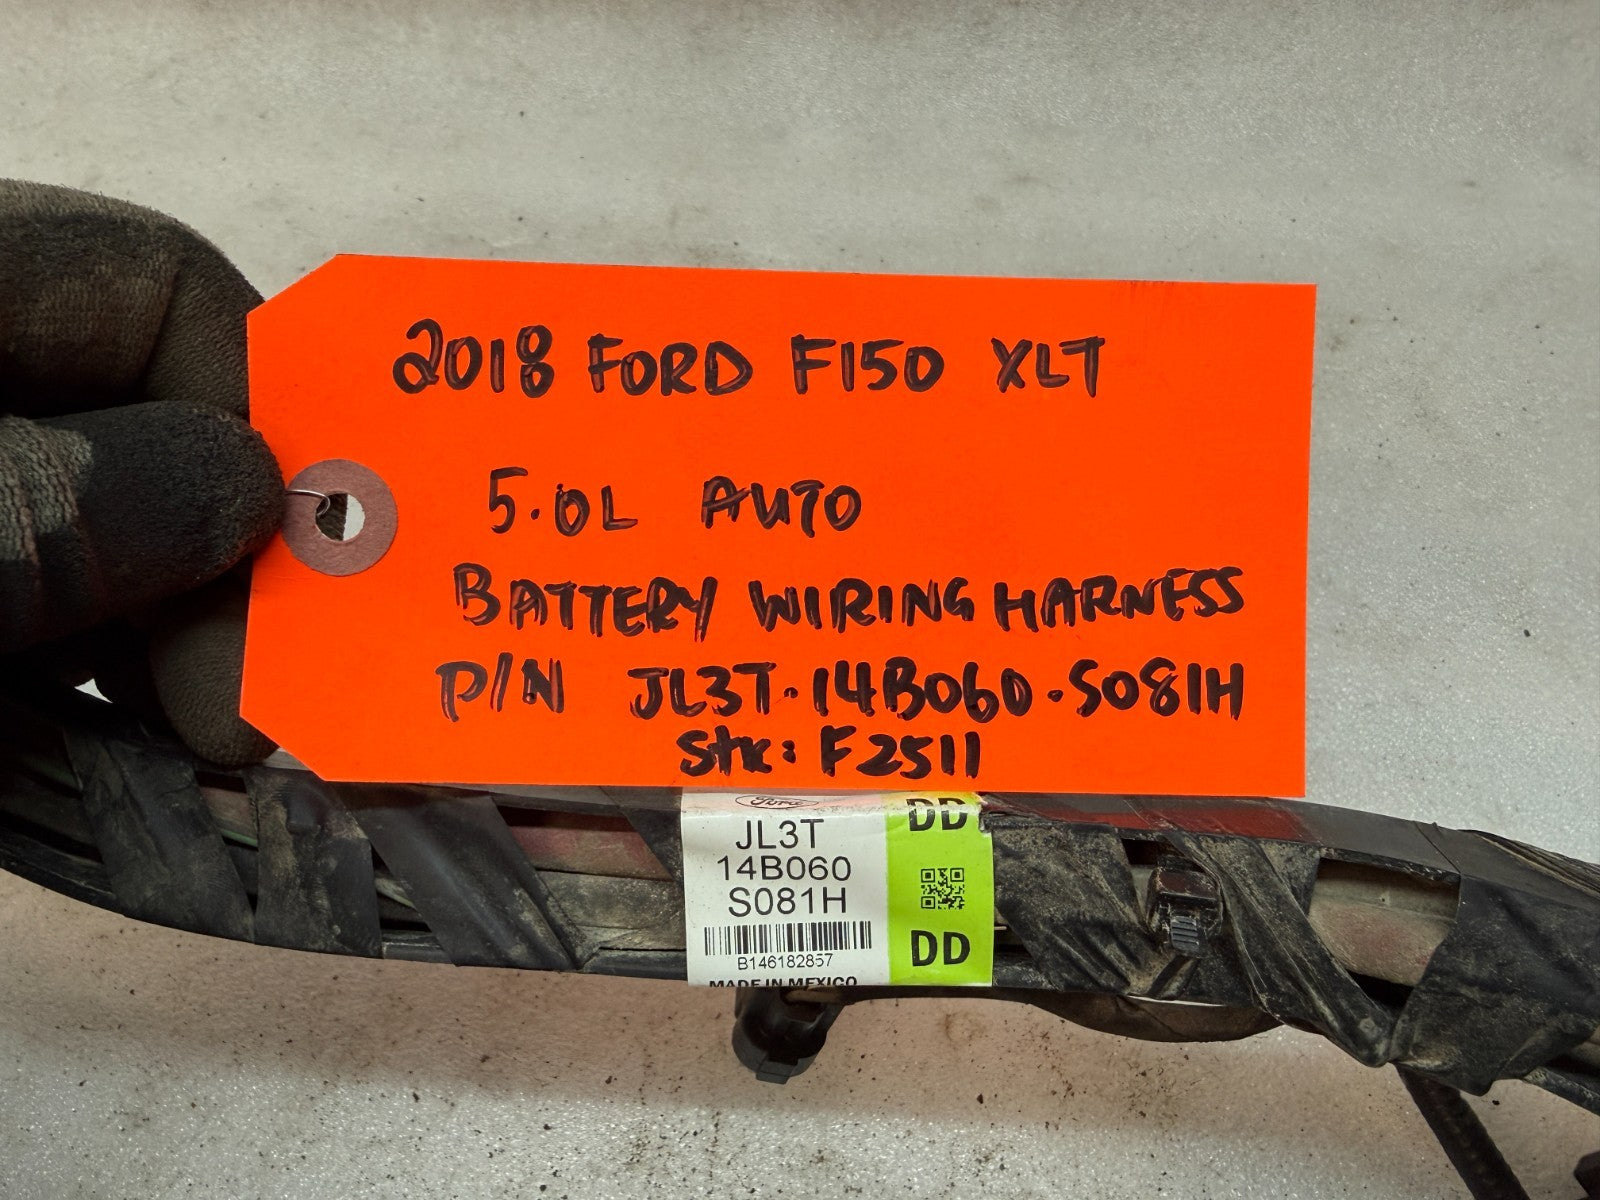 2018 FORD F150 XLT
5.0L AUTO
BATTERY WIRING HARNESS
P/N JL3T-14B060-S081H
Stk: F2511
Ford
DD
JL3T
14B060
S081H
B146182857
DD
MADE IN MEXICO